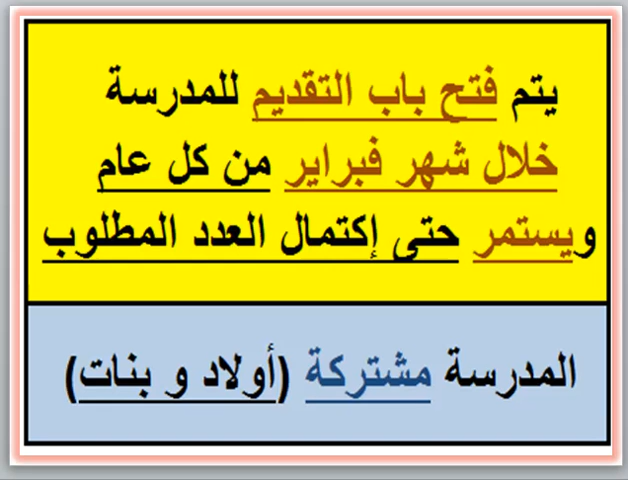 يتم فتح باب التقديم للمدرسة
خلال شهر فبراير من كل عام
ويستمر حتى إكتمال العدد المطلوب
المدرسة مشتركة (أولاد و بنات)